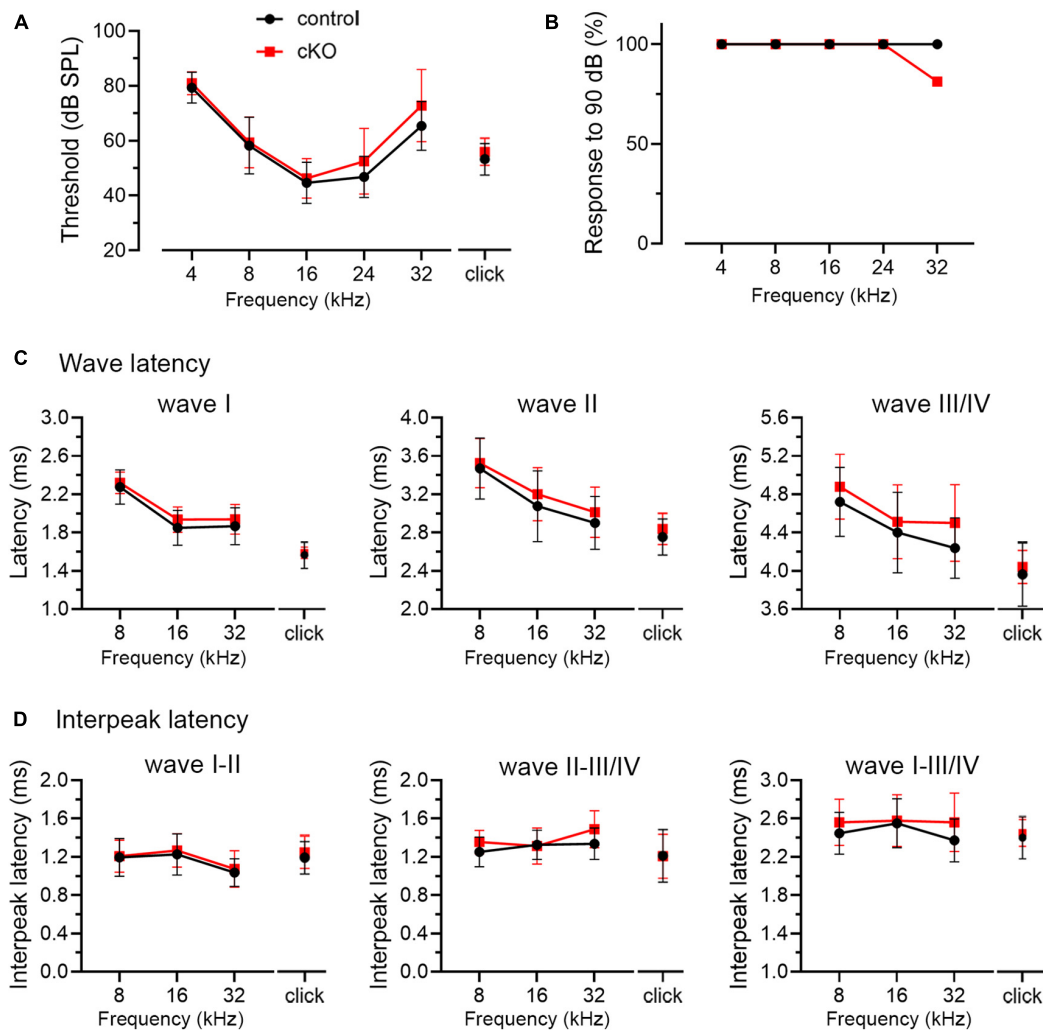 A
control
cKO
Threshold (dB SPL)
100
80
60
40
20
4 8 16 24 32 click
Frequency (kHz)
B
Response to 90 dB (%)
100
50
0
4 8 16 24 32
Frequency (kHz)
C Wave latency
wave I
Latency (ms)
3.0
2.6
2.2
1.8
1.4
1.0
8 16 32 click
Frequency (kHz)
wave II
Latency (ms)
4.0
3.6
3.2
2.8
2.4
2.0
8 16 32 click
Frequency (kHz)
wave III/IV
Latency (ms)
5.6
5.2
4.8
4.4
4.0
3.6
8 16 32 click
Frequency (kHz)
D Interpeak latency
wave I-II
Interpeak latency (ms)
2.0
1.6
1.2
0.8
0.4
0.0
8 16 32 click
Frequency (kHz)
wave II-III/IV
Interpeak latency (ms)
2.0
1.6
1.2
0.8
0.4
0.0
8 16 32 click
Frequency (kHz)
wave I-III/IV
Interpeak latency (ms)
3.0
2.6
2.2
1.8
1.4
1.0
8 16 32 click
Frequency (kHz)